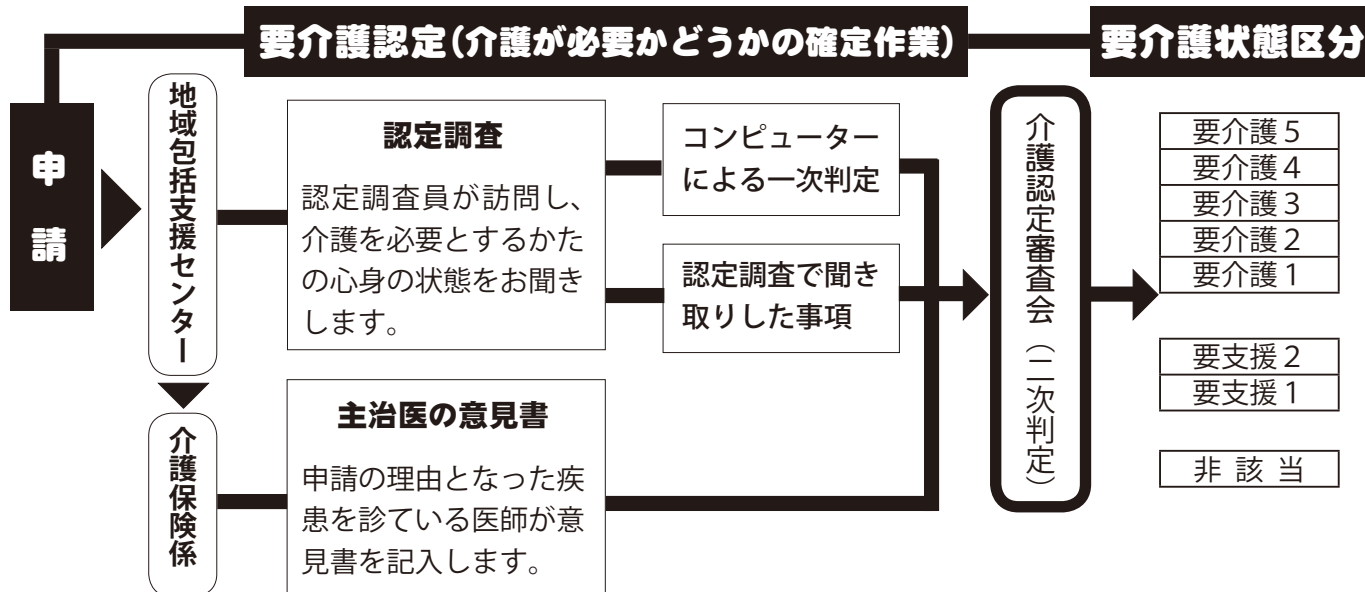 要介護認定(介護が必要かどうかの確定作業)
要介護状態区分
申請
地域包括支援センター
認定調査
認定調査員が訪問し、
介護を必要とするかた
の心身の状態をお聞き
します。
コンピューター
による一次判定
認定調査で聞き
取りした事項
介護保険係
主治医の意見書
申請の理由となった疾
患を診ている医師が意
見書を記入します。
介護認定審査会（二次判定）
要介護５
要介護４
要介護３
要介護２
要介護１
要支援２
要支援１
非該当